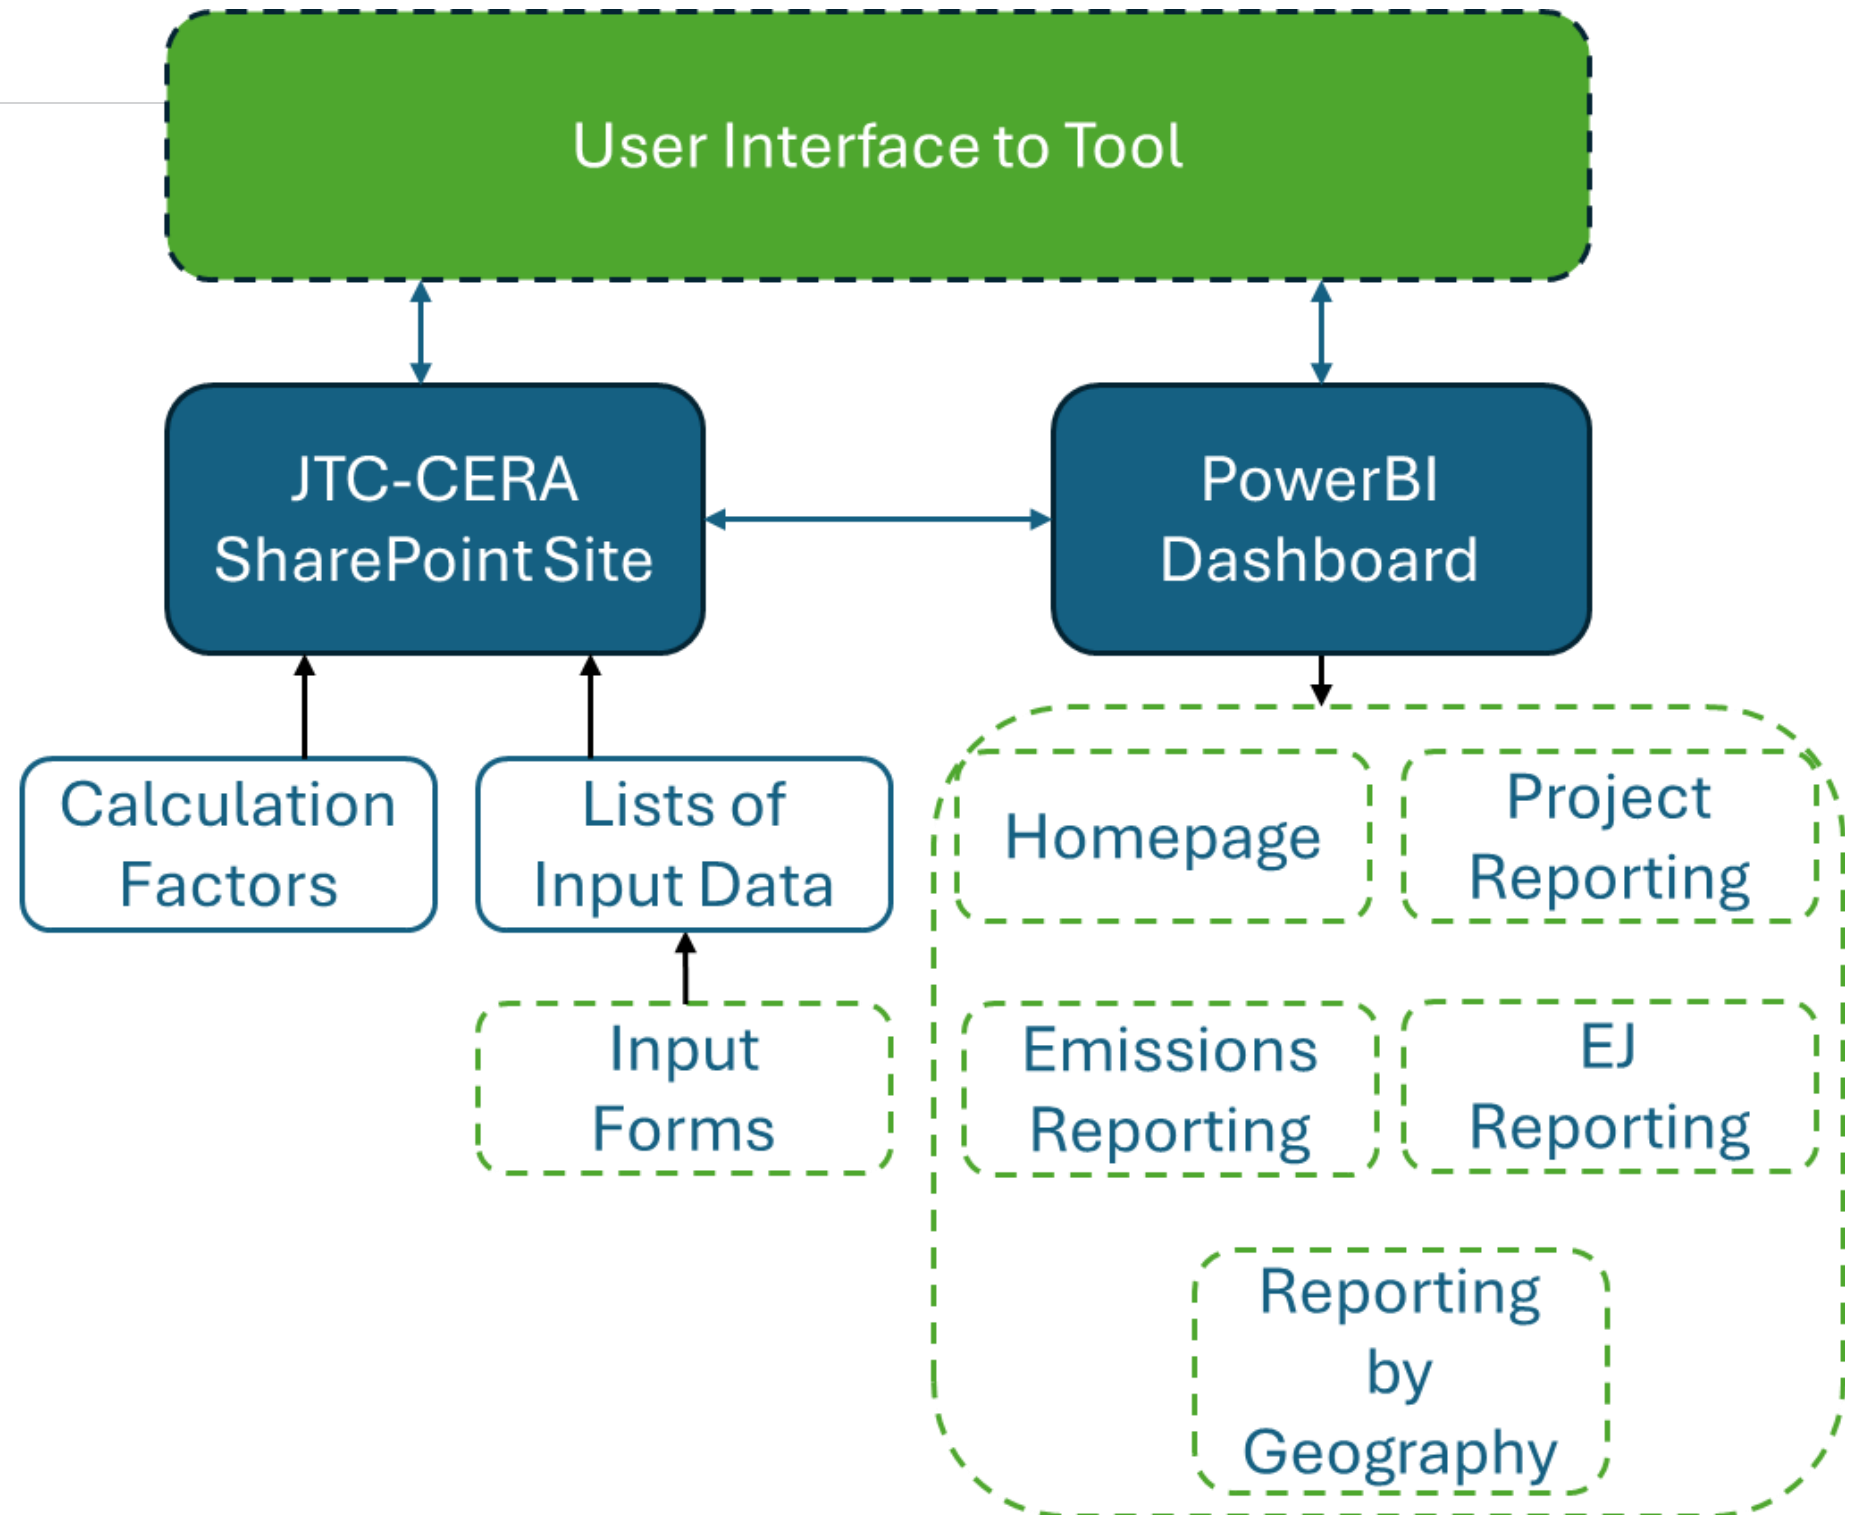 User Interface to Tool
JTC-CERA
SharePoint Site
PowerBI
Dashboard
Calculation
Factors
Lists of
Input Data
Homepage
Project
Reporting
Input
Forms
Emissions
Reporting
EJ
Reporting
Reporting
by
Geography